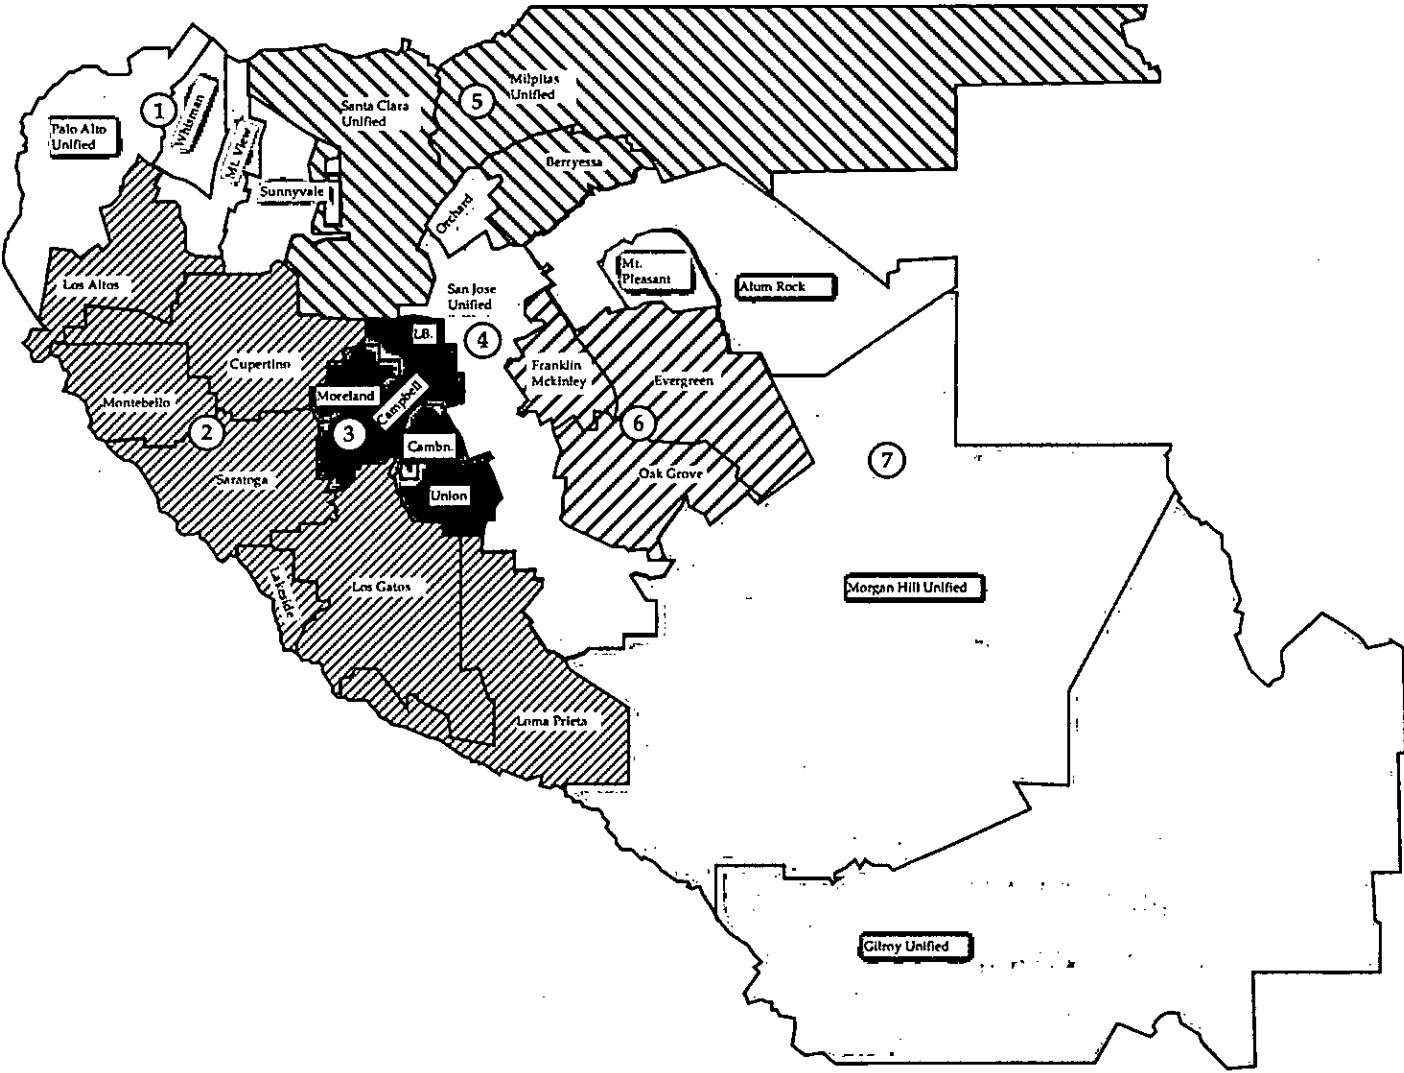 Milpitas
Unified
5
Santa Clara
Unified
1
Whisman
Palo Alto
Unified
Mt. View
Berryessa
Sunnyvale
Orchard
Mt.
Pleasant
Alum Rock
Los Altos
San Jose
Unified
4
I.B.
Cupertino
Franklin
Mckinley
Evergreen
Moreland
Campbell
Montebello
2
3
6
Cambn.
7
Saratoga
Oak Grove
Union
Lakeside
Los Gatos
Morgan Hill Unified
Loma Prieta
Gilroy Unified